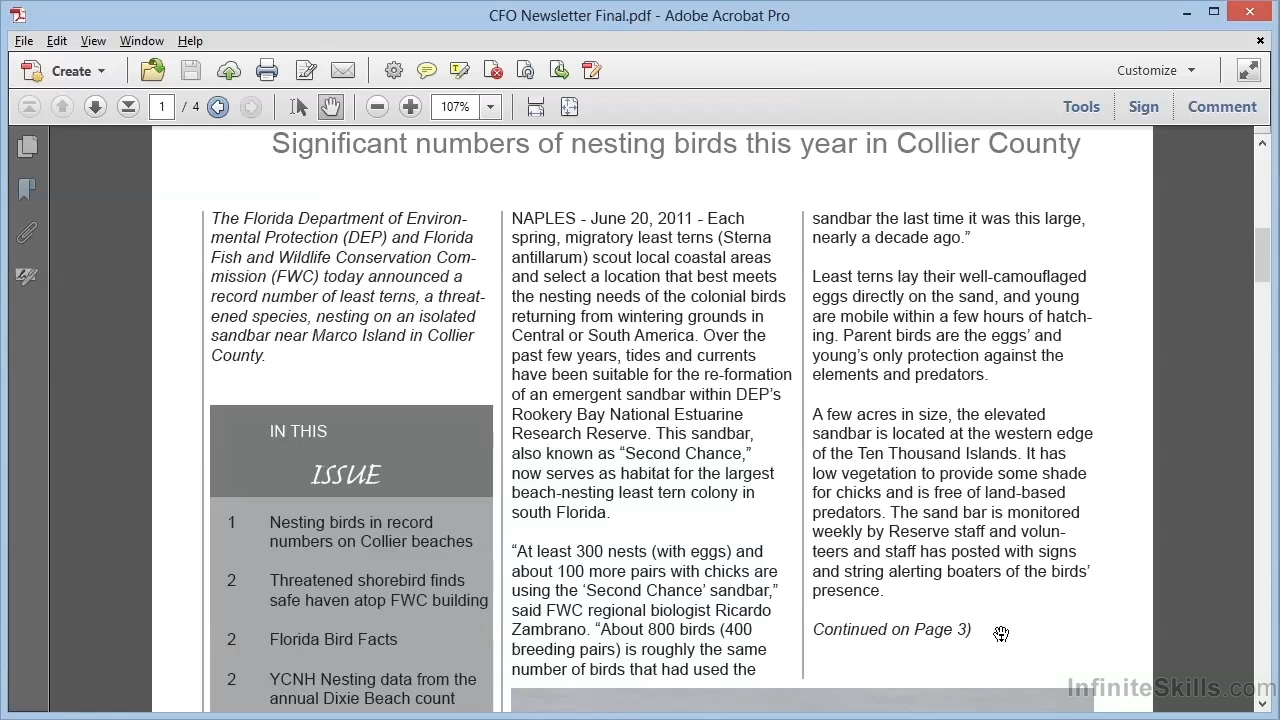 CFO Newsletter Final.pdf - Adobe Acrobat Pro
File Edit View Window Help
Create
Customize
1 / 4
107%
Tools Sign Comment
Significant numbers of nesting birds this year in Collier County
The Florida Department of Environ-
mental Protection (DEP) and Florida
Fish and Wildlife Conservation Com-
mission (FWC) today announced a
record number of least terns, a threat-
ened species, nesting on an isolated
sandbar near Marco Island in Collier
County.
IN THIS
ISSUE
1 Nesting birds in record
numbers on Collier beaches
2 Threatened shorebird finds
safe haven atop FWC building
2 Florida Bird Facts
2 YCNH Nesting data from the
annual Dixie Beach count
NAPLES - June 20, 2011 - Each
spring, migratory least terns (Sterna
antillarum) scout local coastal areas
and select a location that best meets
the nesting needs of the colonial birds
returning from wintering grounds in
Central or South America. Over the
past few years, tides and currents
have been suitable for the re-formation
of an emergent sandbar within DEP’s
Rookery Bay National Estuarine
Research Reserve. This sandbar,
also known as “Second Chance,”
now serves as habitat for the largest
beach-nesting least tern colony in
south Florida.
“At least 300 nests (with eggs) and
about 100 more pairs with chicks are
using the ‘Second Chance’ sandbar,”
said FWC regional biologist Ricardo
Zambrano. “About 800 birds (400
breeding pairs) is roughly the same
number of birds that had used the
sandbar the last time it was this large,
nearly a decade ago.”
Least terns lay their well-camouflaged
eggs directly on the sand, and young
are mobile within a few hours of hatch-
ing. Parent birds are the eggs’ and
young’s only protection against the
elements and predators.
A few acres in size, the elevated
sandbar is located at the western edge
of the Ten Thousand Islands. It has
low vegetation to provide some shade
for chicks and is free of land-based
predators. The sand bar is monitored
weekly by Reserve staff and volun-
teers and staff has posted with signs
and string alerting boaters of the birds’
presence.
Continued on Page 3)
InfiniteSkills.com